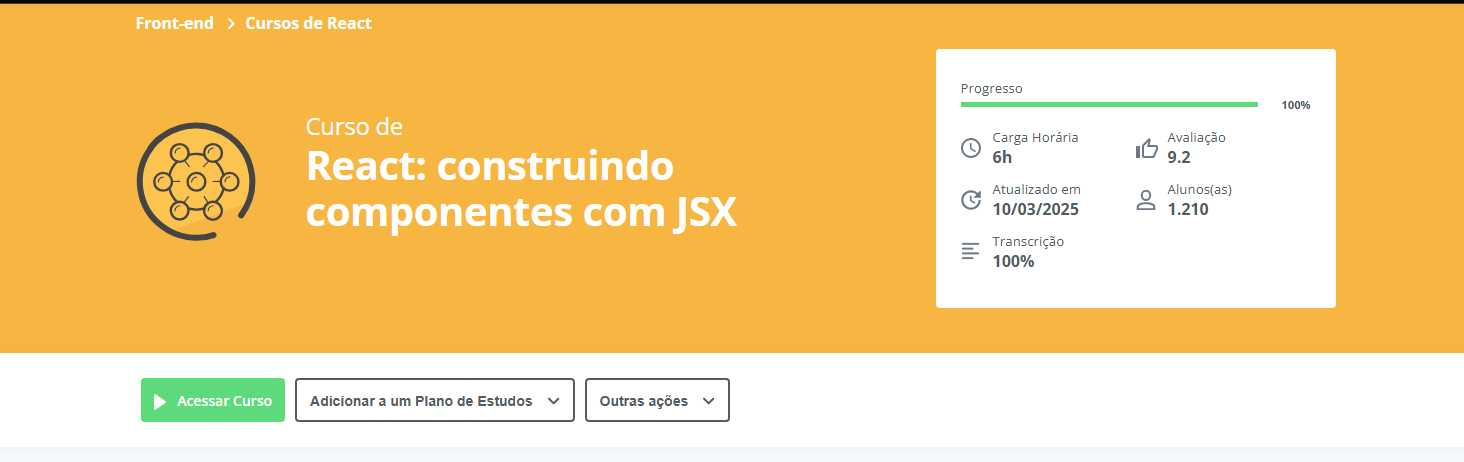 Front-end > Cursos de React
Curso de
React: construindo
componentes com JSX
Progresso
100%
Carga Horária
6h
Avaliação
9.2
Atualizado em
10/03/2025
Alunos(as)
1.210
Transcrição
100%
Acessar Curso
Adicionar a um Plano de Estudos
Outras ações